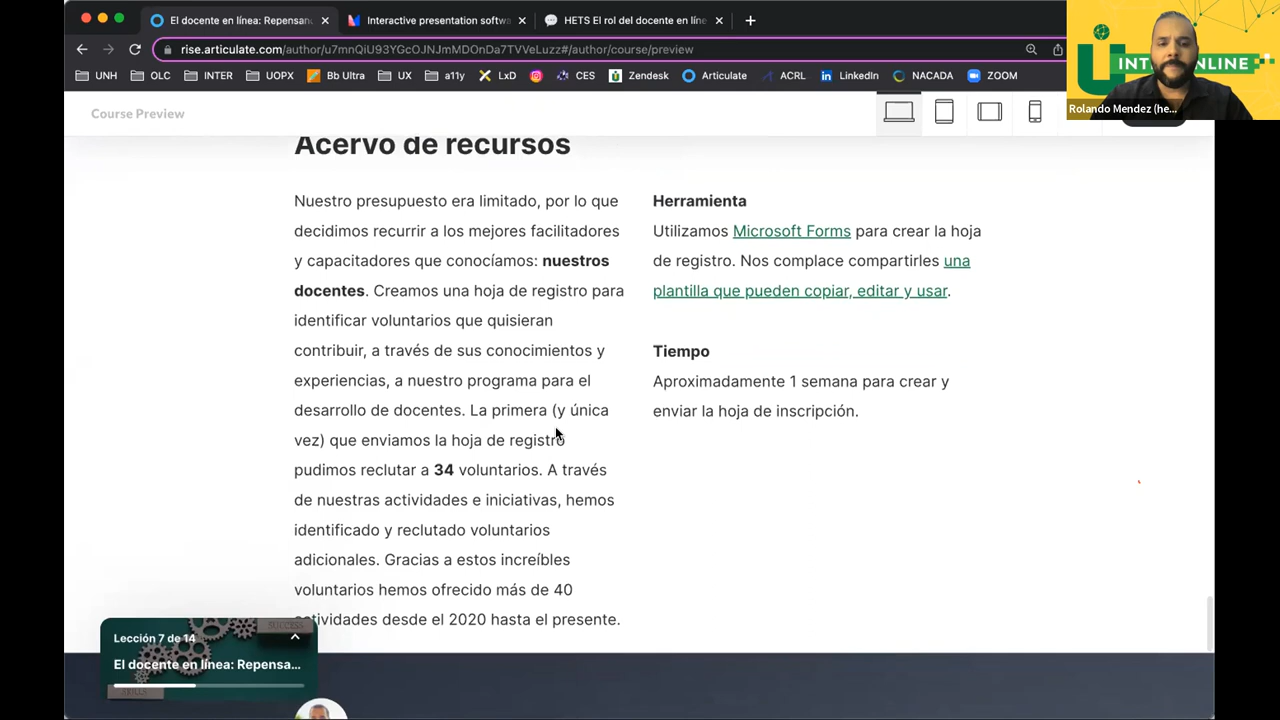 El docente en línea: Repensand
Interactive presentation softwa
HETS El rol del docente en líne
rise.articulate.com/author/u7mnQiU93YGcOJNJmMDOnDa7TVVeLuzz#/author/course/preview
UNH
OLC
INTER
UOPX
Bb Ultra
UX
a11y
LxD
CES
Zendesk
Articulate
ACRL
LinkedIn
NACADA
ZOOM
INTER ONLINE
Rolando Mendez (he...
Course Preview
Acervo de recursos
Nuestro presupuesto era limitado, por lo que
decidimos recurrir a los mejores facilitadores
y capacitadores que conocíamos: nuestros
docentes. Creamos una hoja de registro para
identificar voluntarios que quisieran
contribuir, a través de sus conocimientos y
experiencias, a nuestro programa para el
desarrollo de docentes. La primera (y única
vez) que enviamos la hoja de registro
pudimos reclutar a 34 voluntarios. A través
de nuestras actividades e iniciativas, hemos
identificado y reclutado voluntarios
adicionales. Gracias a estos increíbles
voluntarios hemos ofrecido más de 40
actividades desde el 2020 hasta el presente.
Herramienta
Utilizamos Microsoft Forms para crear la hoja
de registro. Nos complace compartirles una
plantilla que pueden copiar, editar y usar.
Tiempo
Aproximadamente 1 semana para crear y
enviar la hoja de inscripción.
SUCCESS
Lección 7 de 14
El docente en línea: Repensa...
SKILLS